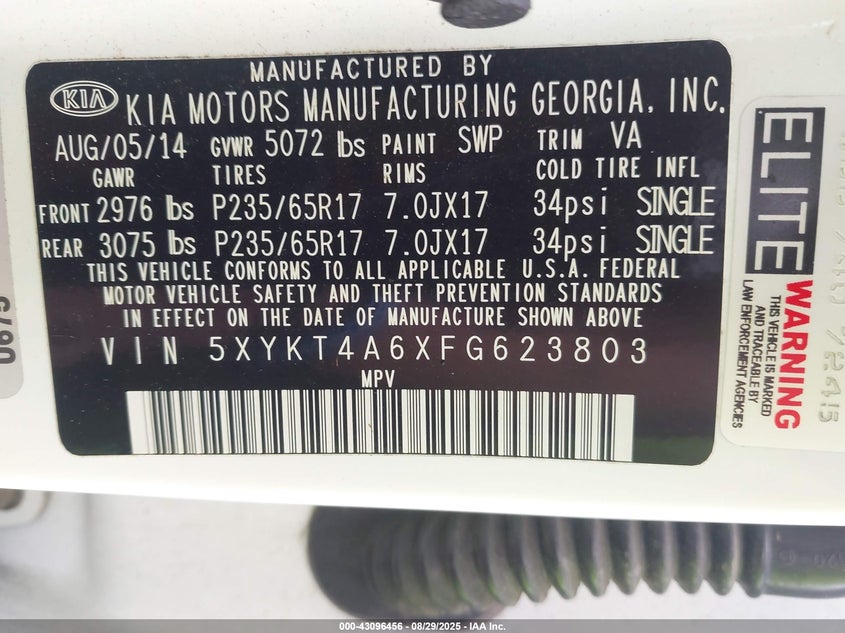 MANUFACTURED BY
KIA KIA MOTORS MANUFACTURING GEORGIA, INC.
AUG/05/14 GVWR 5072 lbs PAINT SWP TRIM VA
GAWR TIRES RIMS COLD TIRE INFL
FRONT 2976 lbs P235/65R17 7.0JX17 34psi SINGLE
REAR 3075 lbs P235/65R17 7.0JX17 34psi SINGLE
THIS VEHICLE CONFORMS TO ALL APPLICABLE U.S.A. FEDERAL
MOTOR VEHICLE SAFETY AND THEFT PREVENTION STANDARDS
IN EFFECT ON THE DATE OF MANUFACTURE SHOWN ABOVE
VIN 5XYKT4A6XFG623803
MPV
ELITE
WARNING
THIS VEHICLE IS MARKED
AND TRACEABLE BY
LAW ENFORCEMENT AGENCIES
000-43096456 - 08/29/2025 - IAA Inc.